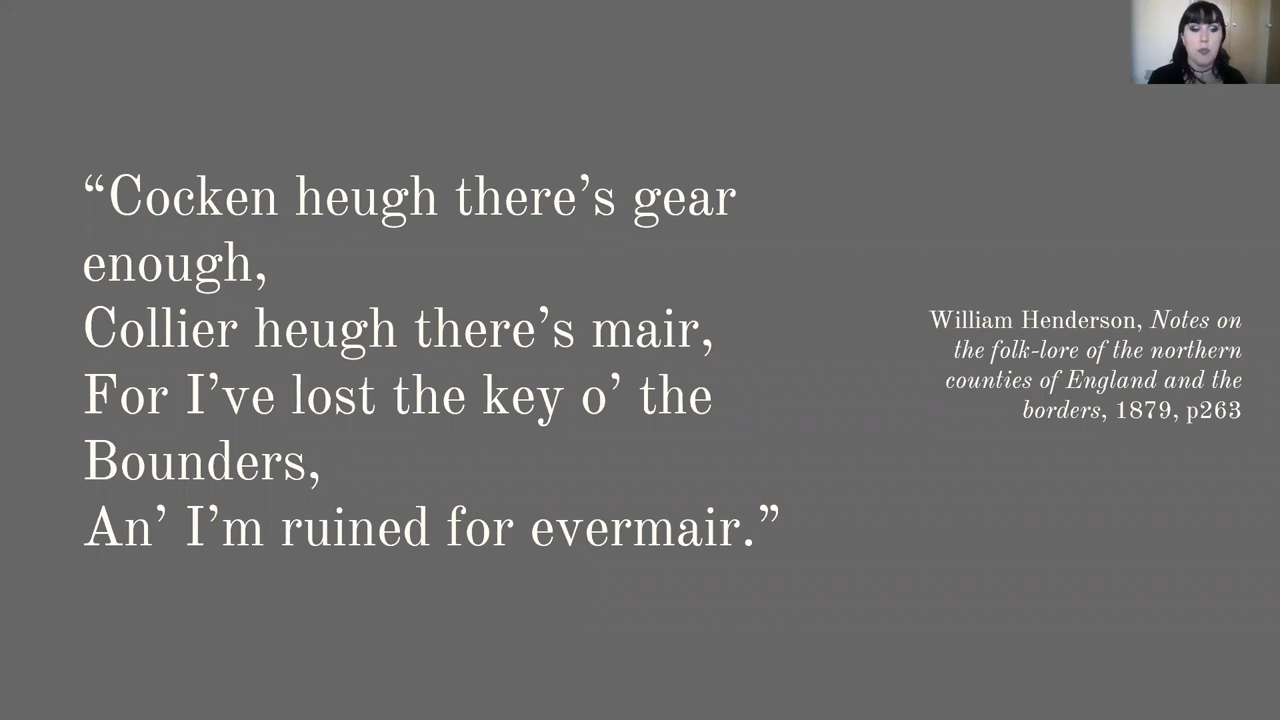 “Cocken heugh there’s gear
enough,
Collier heugh there’s mair,
For I’ve lost the key o’ the
Bounders,
An’ I’m ruined for evermair.”
William Henderson, Notes on
the folk-lore of the northern
counties of England and the
borders, 1879, p263